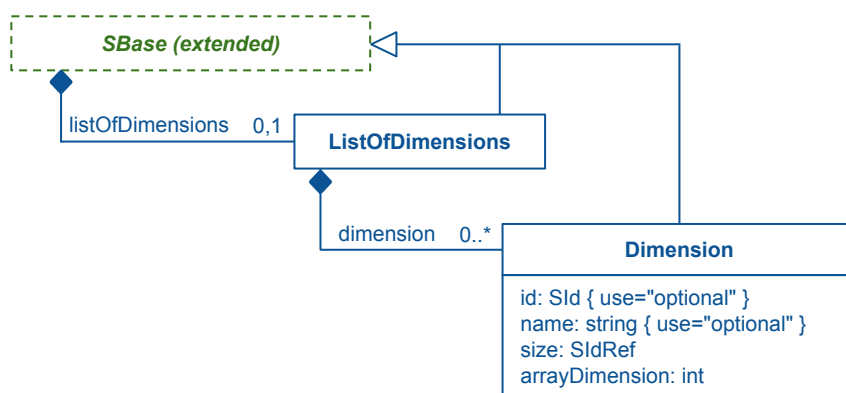 SBase (extended)
listOfDimensions 0,1
ListOfDimensions
dimension 0..*
Dimension
id: SId { use="optional" }
name: string { use="optional" }
size: SIdRef
arrayDimension: int